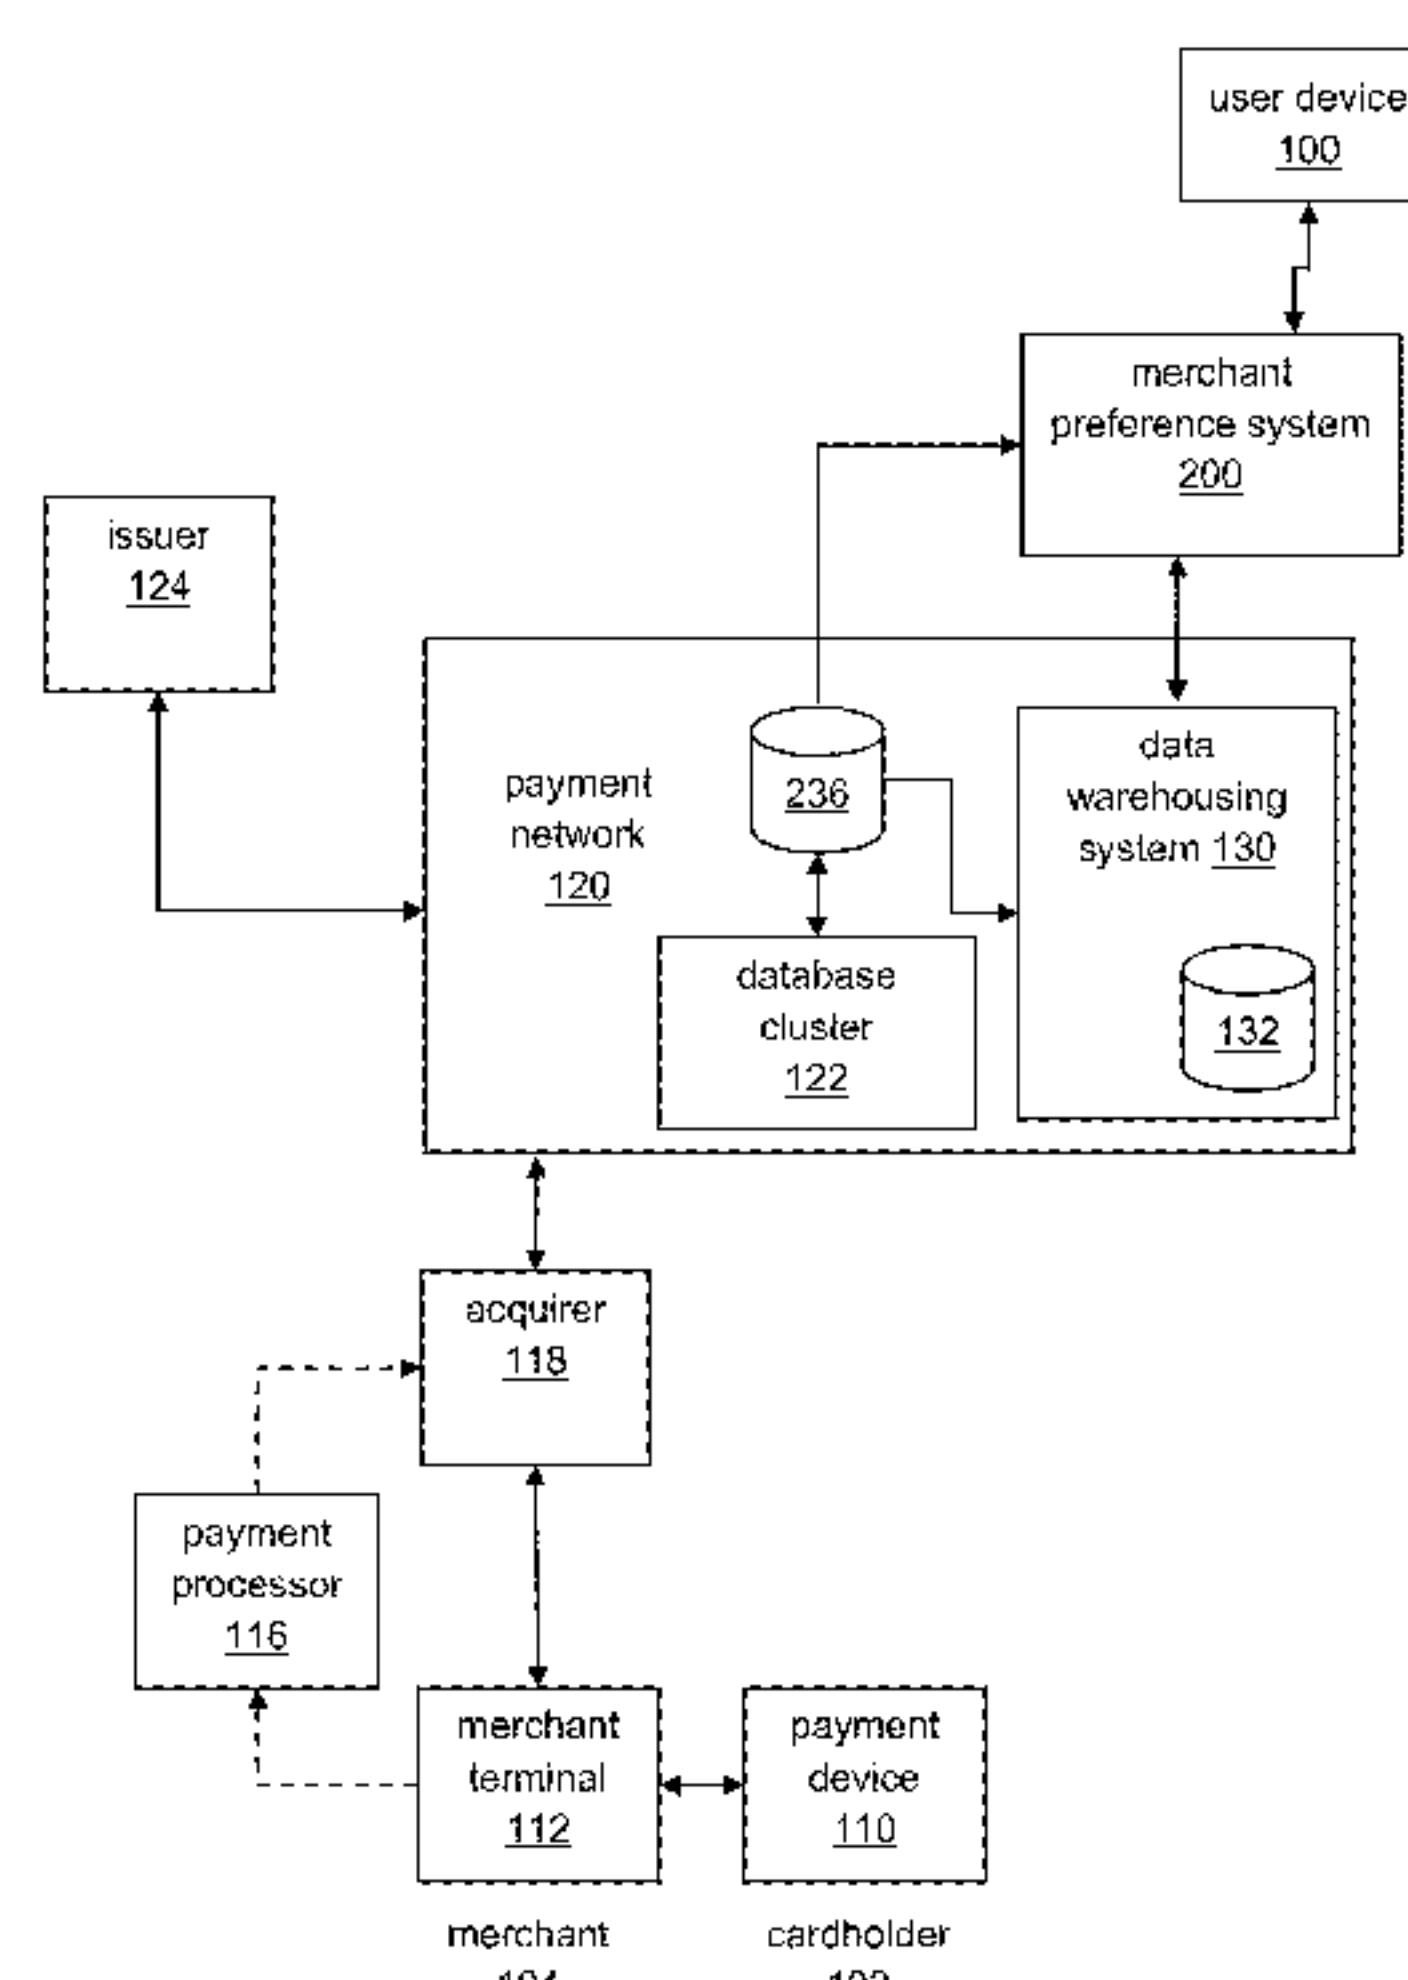 user device
100
merchant
preference system
200
issuer
124
payment
network
120
236
data
warehousing
system 130
database
cluster
122
132
acquirer
118
payment
processor
116
merchant
terminal
112
payment
device
110
merchant
cardholder